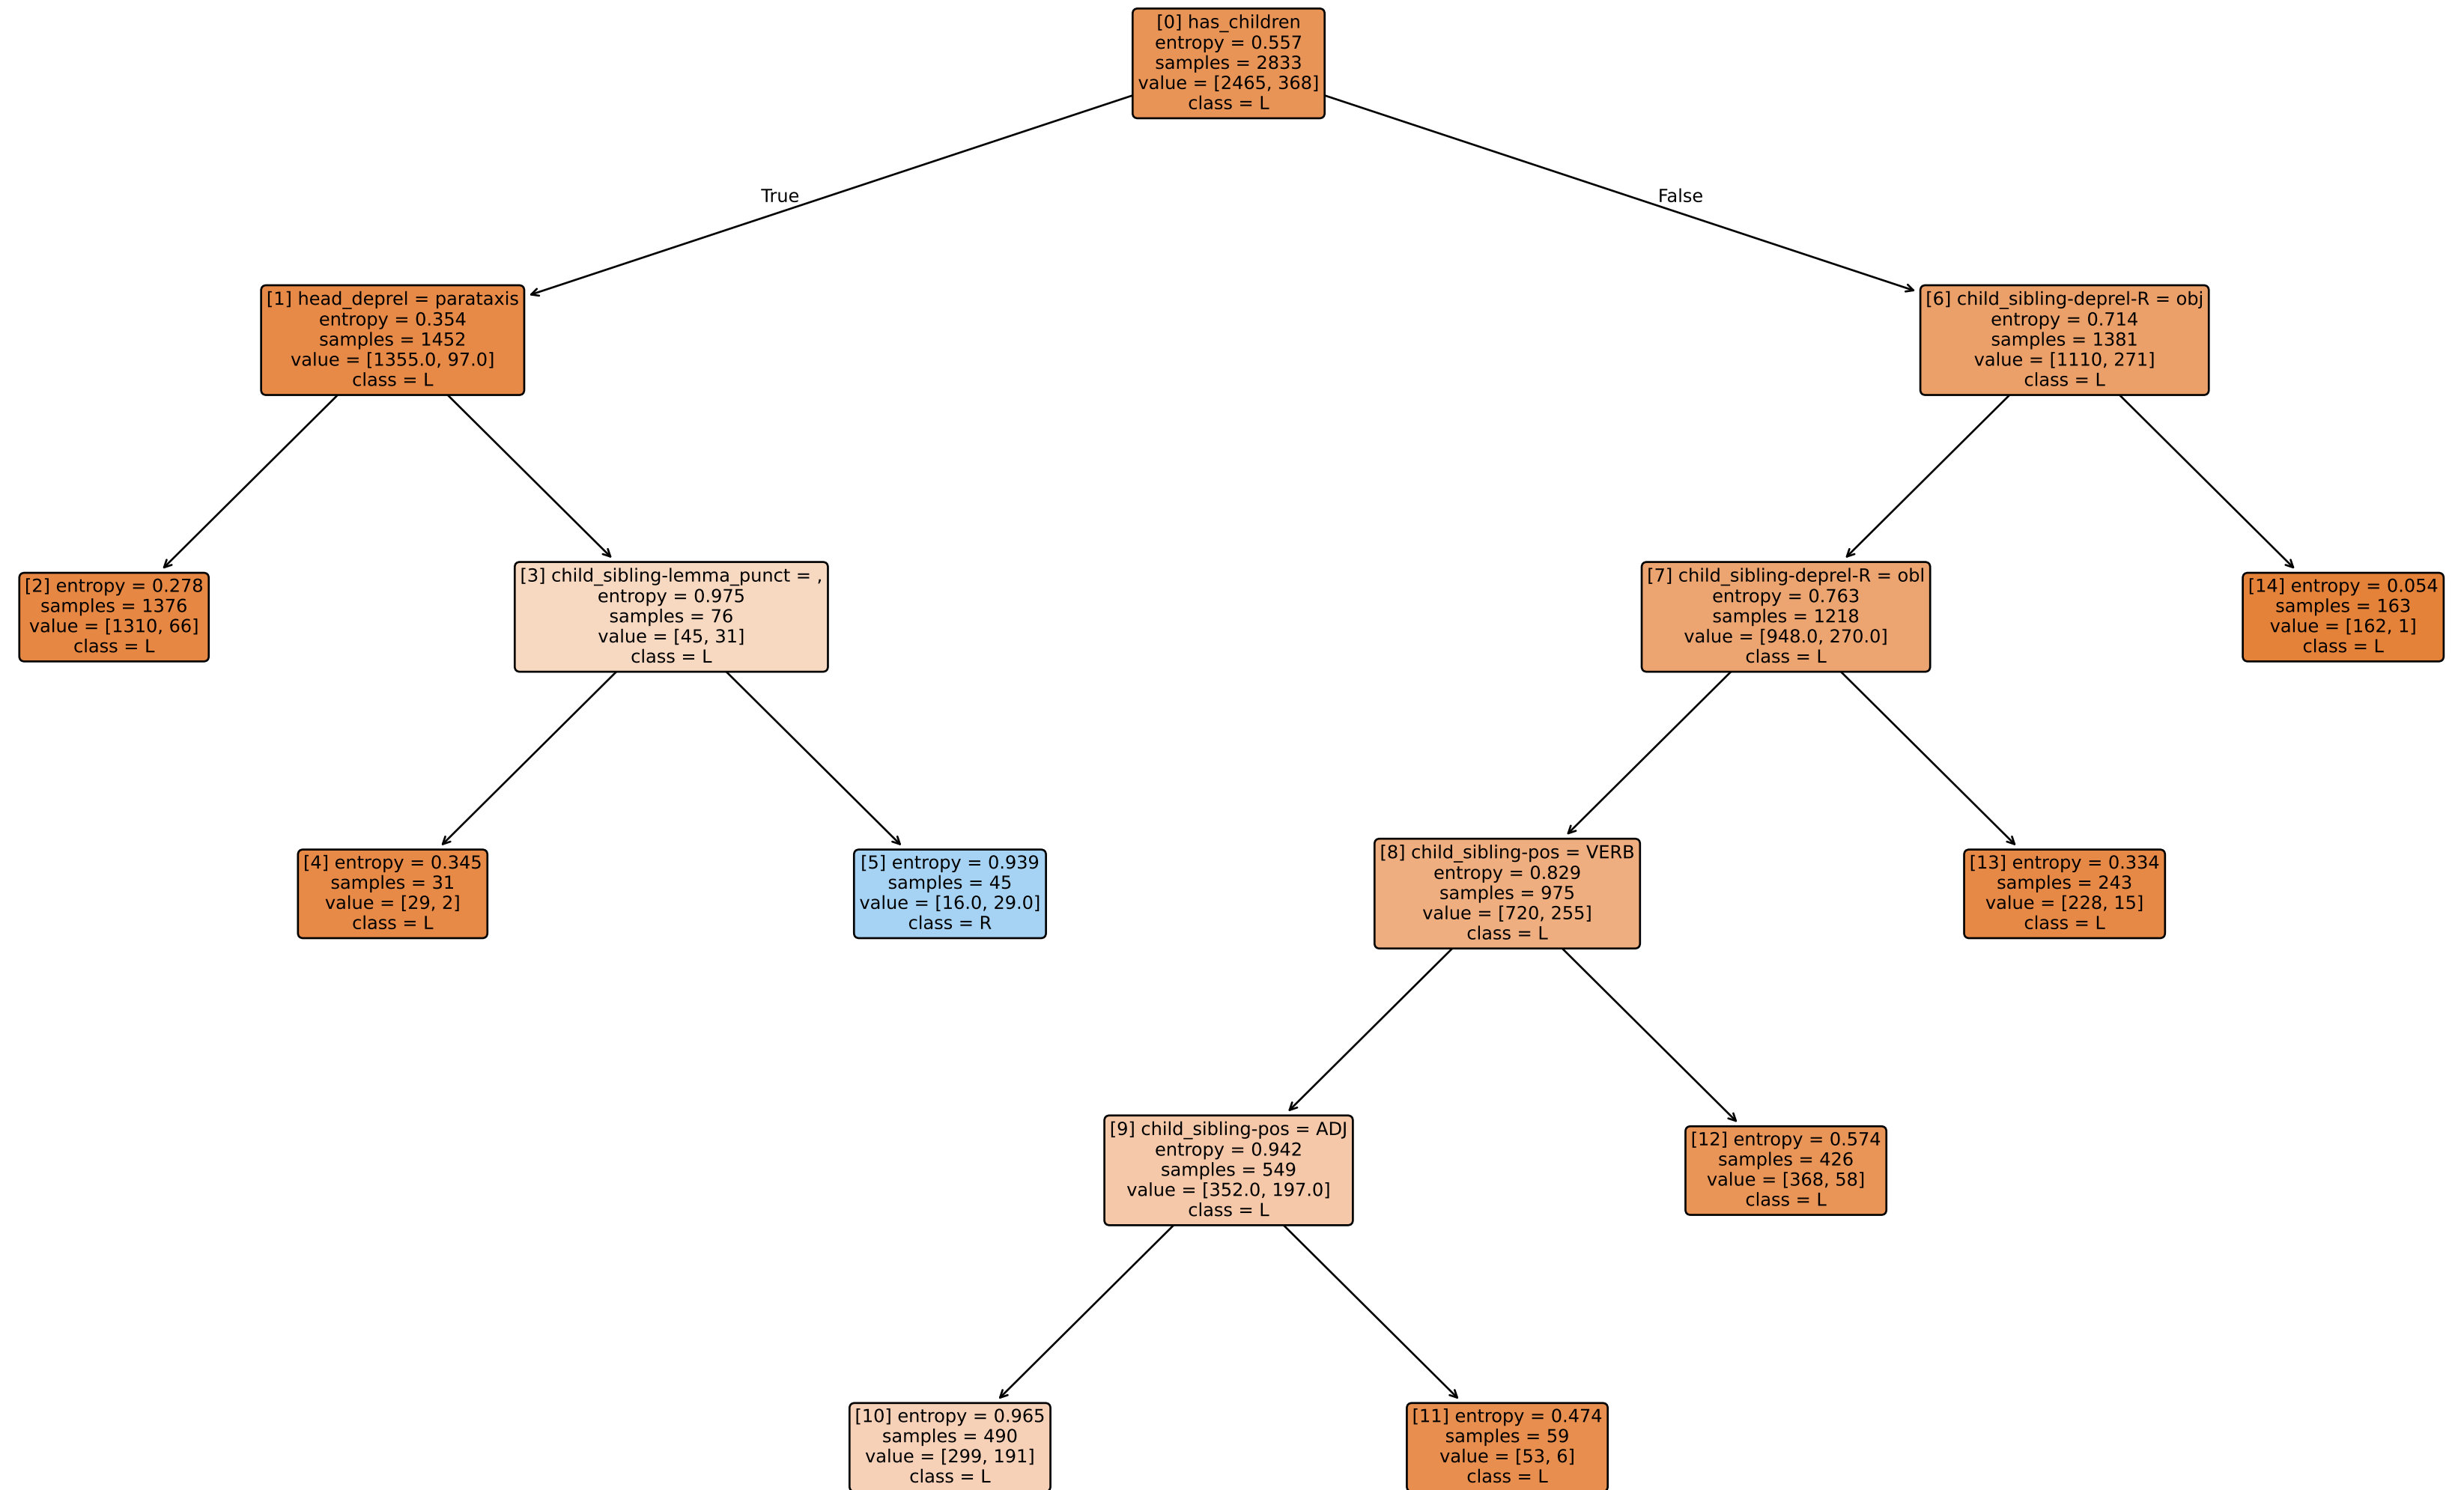 [0] has_children
entropy = 0.557
samples = 2833
value = [2465, 368]
class = L
True
False
[1] head_deprel = parataxis
entropy = 0.354
samples = 1452
value = [1355.0, 97.0]
class = L
[6] child_sibling-deprel-R = obj
entropy = 0.714
samples = 1381
value = [1110, 271]
class = L
[2] entropy = 0.278
samples = 1376
value = [1310, 66]
class = L
[3] child_sibling-lemma_punct = ,
entropy = 0.975
samples = 76
value = [45, 31]
class = L
[7] child_sibling-deprel-R = obl
entropy = 0.763
samples = 1218
value = [948.0, 270.0]
class = L
[14] entropy = 0.054
samples = 163
value = [162, 1]
class = L
[4] entropy = 0.345
samples = 31
value = [29, 2]
class = L
[5] entropy = 0.939
samples = 45
value = [16.0, 29.0]
class = R
[8] child_sibling-pos = VERB
entropy = 0.829
samples = 975
value = [720, 255]
class = L
[13] entropy = 0.334
samples = 243
value = [228, 15]
class = L
[9] child_sibling-pos = ADJ
entropy = 0.942
samples = 549
value = [352.0, 197.0]
class = L
[12] entropy = 0.574
samples = 426
value = [368, 58]
class = L
[10] entropy = 0.965
samples = 490
value = [299, 191]
class = L
[11] entropy = 0.474
samples = 59
value = [53, 6]
class = L